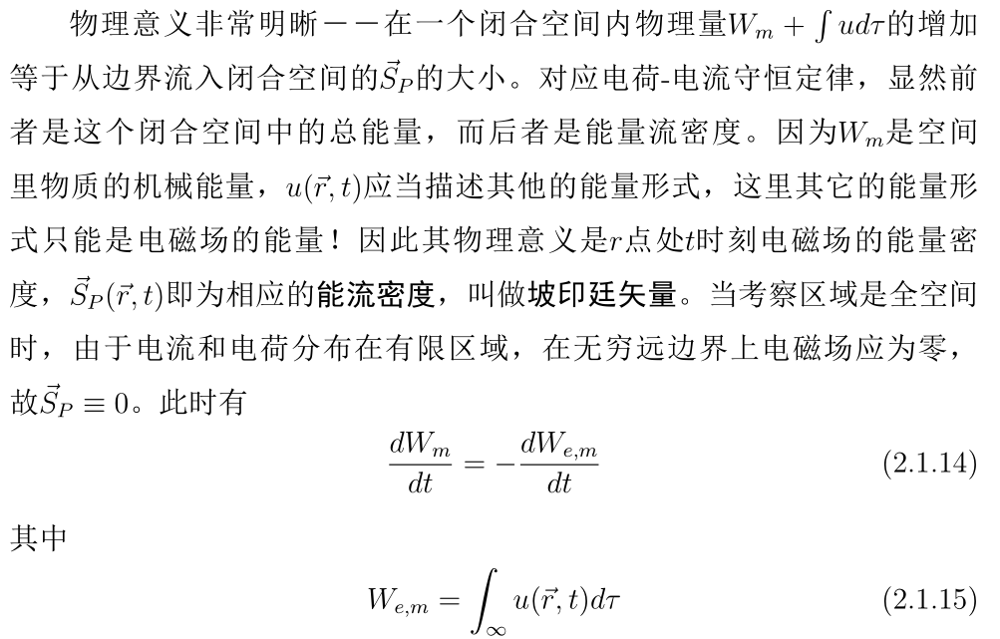 物理意义非常明晰－－在一个闭合空间内物理量$W_m + \int u d\tau$的增加
等于从边界流入闭合空间的$\vec{S}_P$的大小。对应电荷-电流守恒定律，显然前
者是这个闭合空间中的总能量，而后者是能量流密度。因为$W_m$是空间
里物质的机械能量，$u(\vec{r},t)$应当描述其他的能量形式，这里其它的能量形
式只能是电磁场的能量！因此其物理意义是$r$点处$t$时刻电磁场的能量密
度，$\vec{S}_P(\vec{r},t)$即为相应的能流密度，叫做坡印廷矢量。当考察区域是全空间
时，由于电流和电荷分布在有限区域，在无穷远边界上电磁场应为零，
故$\vec{S}_P \equiv 0$。此时有
$\frac{dW_m}{dt} = -\frac{dW_{e,m}}{dt}$ (2.1.14)
其中
$W_{e,m} = \int_{\infty} u(\vec{r},t)d\tau$ (2.1.15)